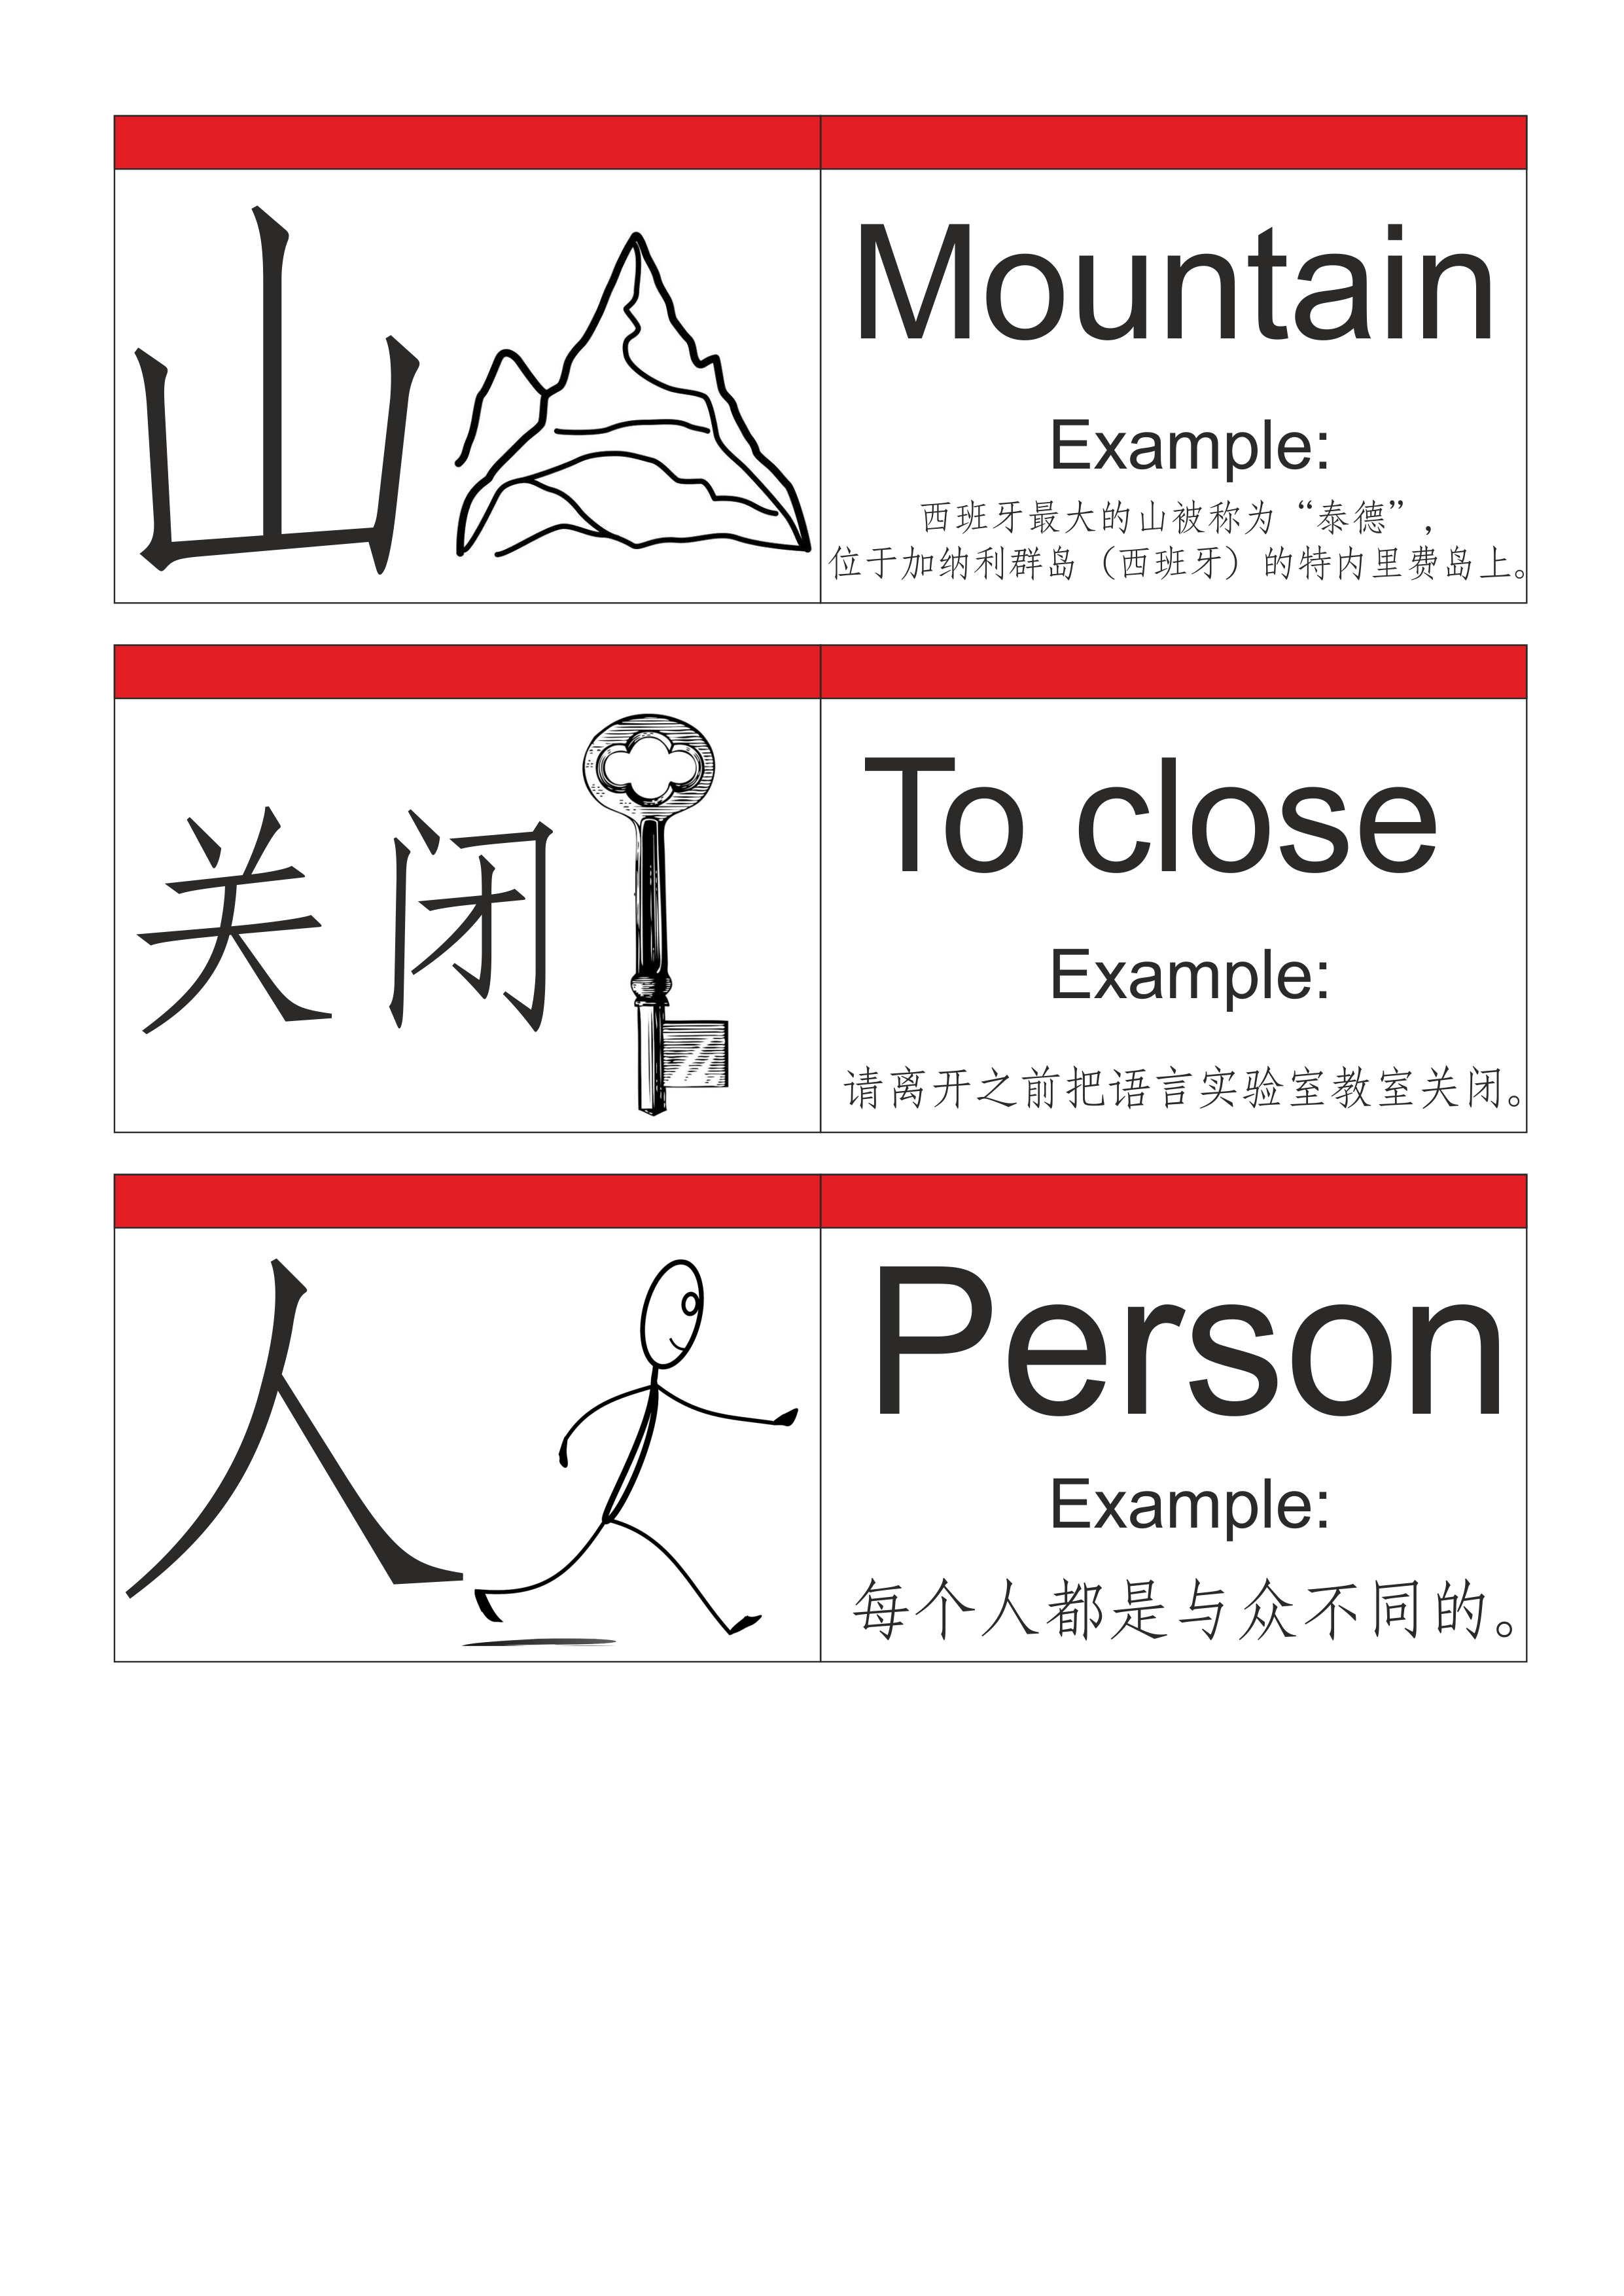 山
Mountain
Example:
西班牙最大的山被称为“泰德”，
位于加纳利群岛（西班牙）的特内里费岛上。
关闭
To close
Example:
请离开之前把语言实验室教室关闭。
人
Person
Example:
每个人都是与众不同的。